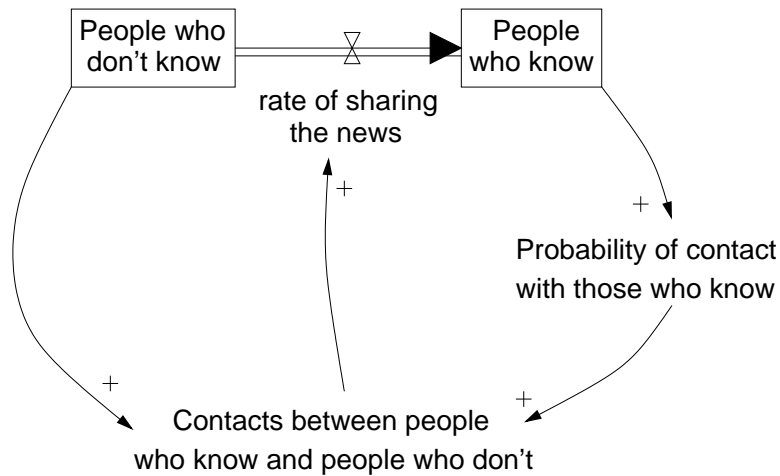 People who
don't know
People
who know
rate of sharing
the news
+
+
Probability of contact
with those who know
+
+
Contacts between people
who know and people who don't